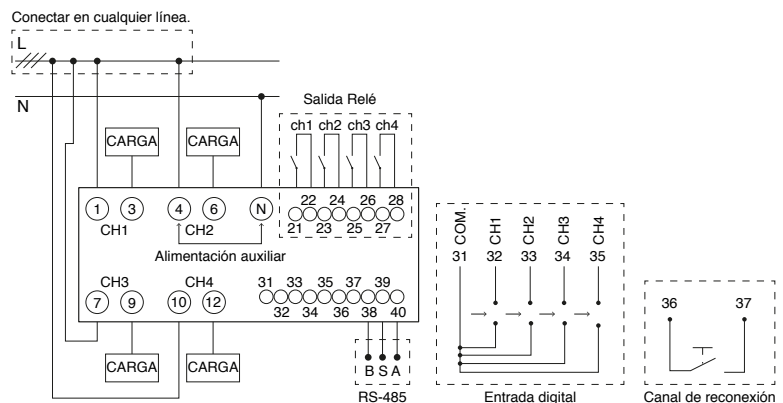 Conectar en cualquier línea.
L
N
Salida Relé
ch1 ch2 ch3 ch4
CARGA CARGA
22 24 26 28
1 3 4 6 N
21 23 25 27
CH1 CH2
Alimentación auxiliar
CH3 CH4
7 9 10 12
31 33 35 37 39
32 34 36 38 40
CARGA CARGA
B S A
RS-485
COM. CH1 CH2 CH3 CH4
31 32 33 34 35
Entrada digital
36 37
Canal de reconexión